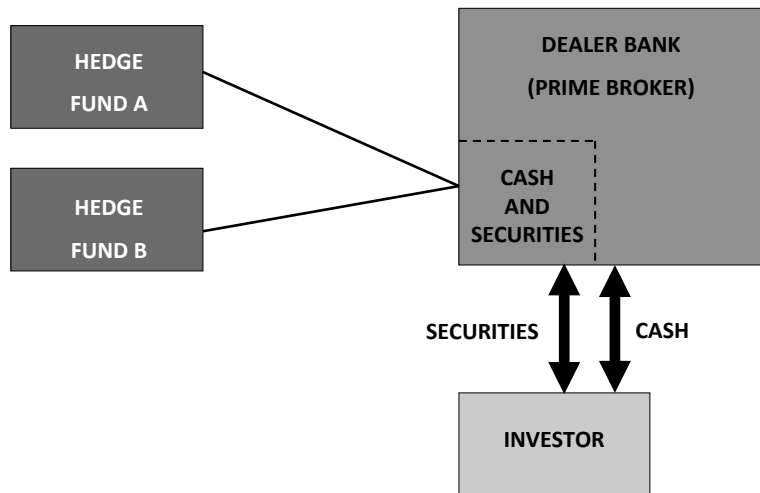 HEDGE
FUND A
DEALER BANK
(PRIME BROKER)
HEDGE
FUND B
CASH
AND
SECURITIES
SECURITIES
CASH
INVESTOR